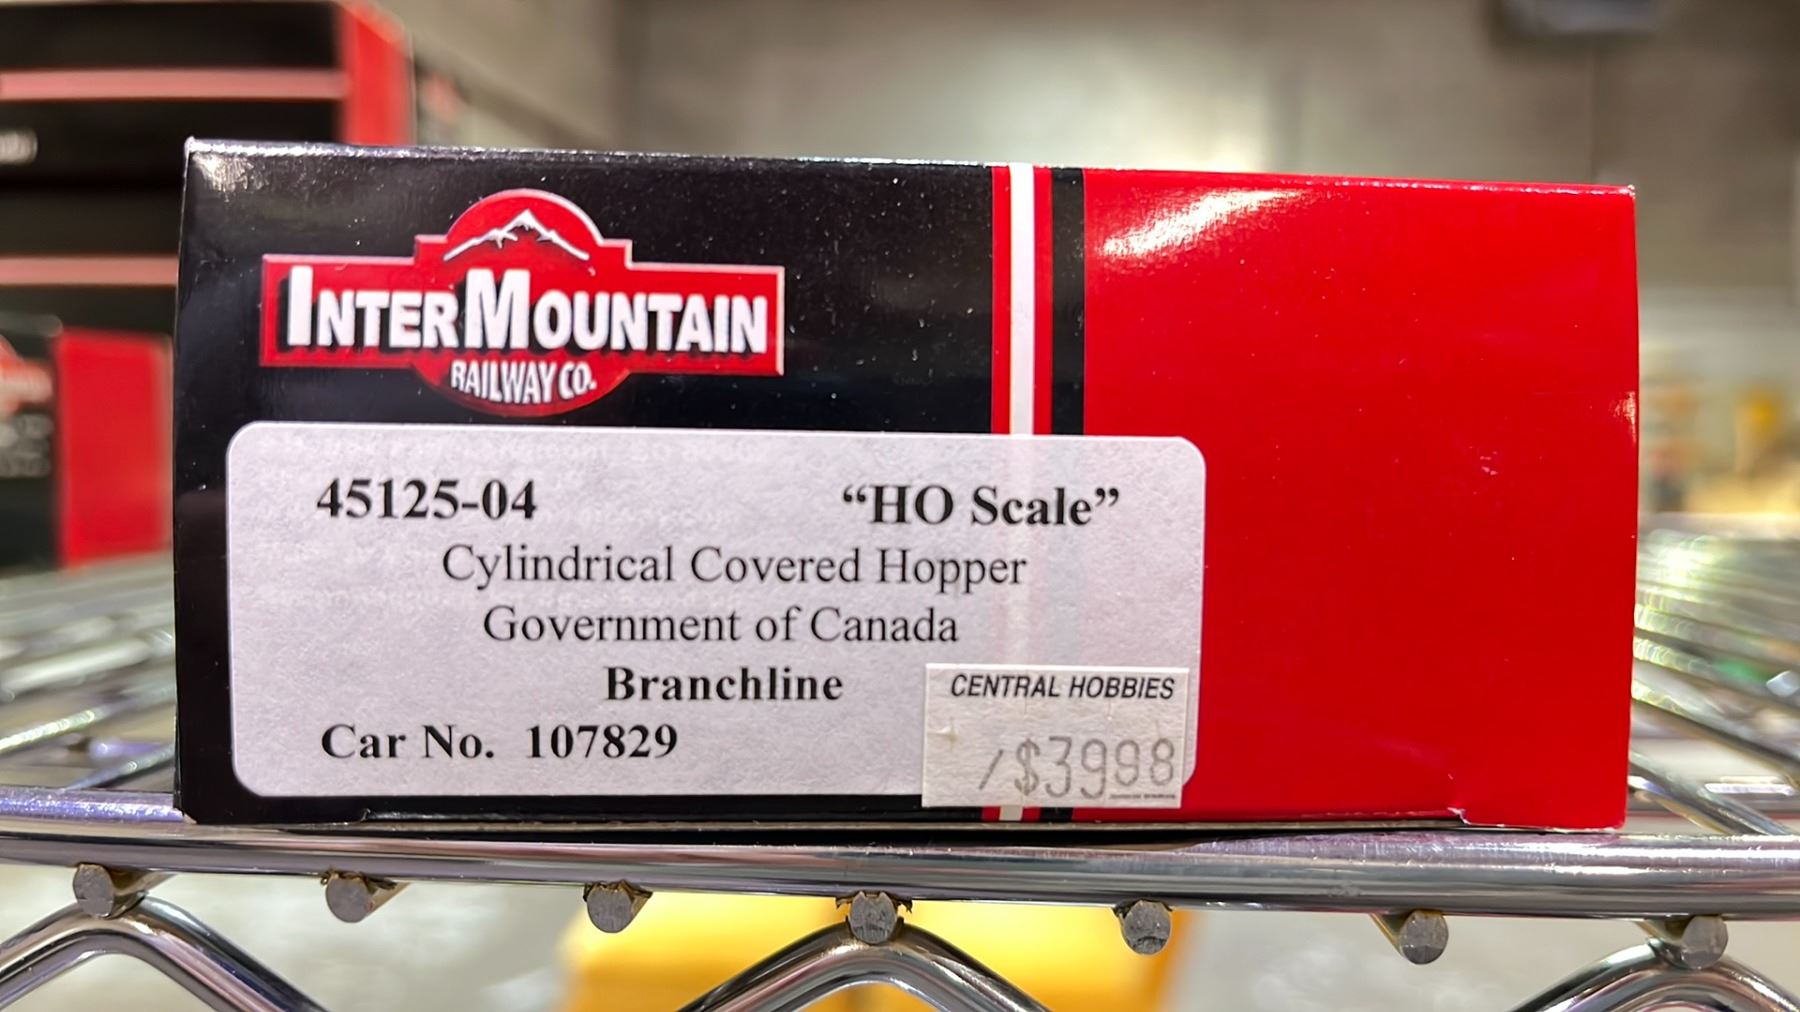 INTERMOUNTAIN
RAILWAY CO.
45125-04 “HO Scale”
Cylindrical Covered Hopper
Government of Canada
Branchline
Car No. 107829
CENTRAL HOBBIES
/$3998